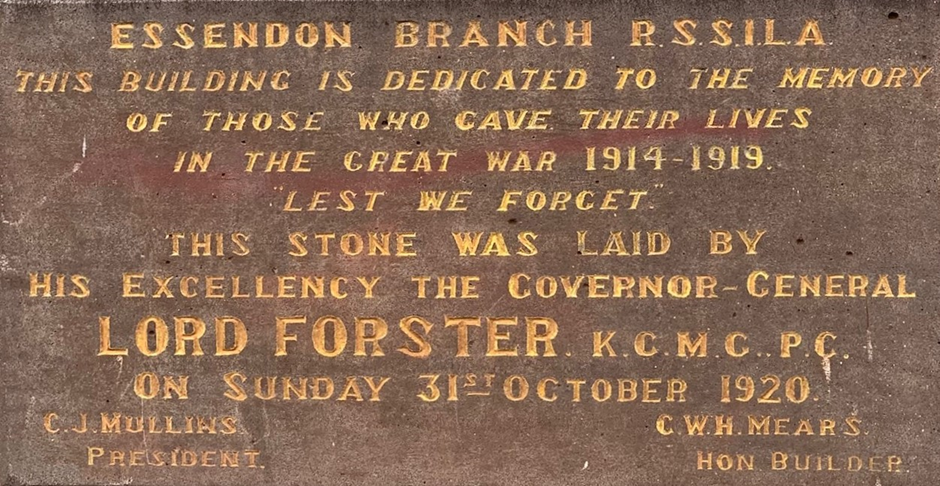 ESSENDON BRANCH R.S.S.I.L.A.
THIS BUILDING IS DEDICATED TO THE MEMORY
OF THOSE WHO GAVE THEIR LIVES
IN THE GREAT WAR 1914-1919.
"LEST WE FORGET."
THIS STONE WAS LAID BY
HIS EXCELLENCY THE GOVERNOR-GENERAL
LORD FORSTER. K.C.M.G., P.C.
ON SUNDAY 31ST OCTOBER 1920.
C.J. MULLINS C.W.H. MEARS.
PRESIDENT. HON BUILDER.